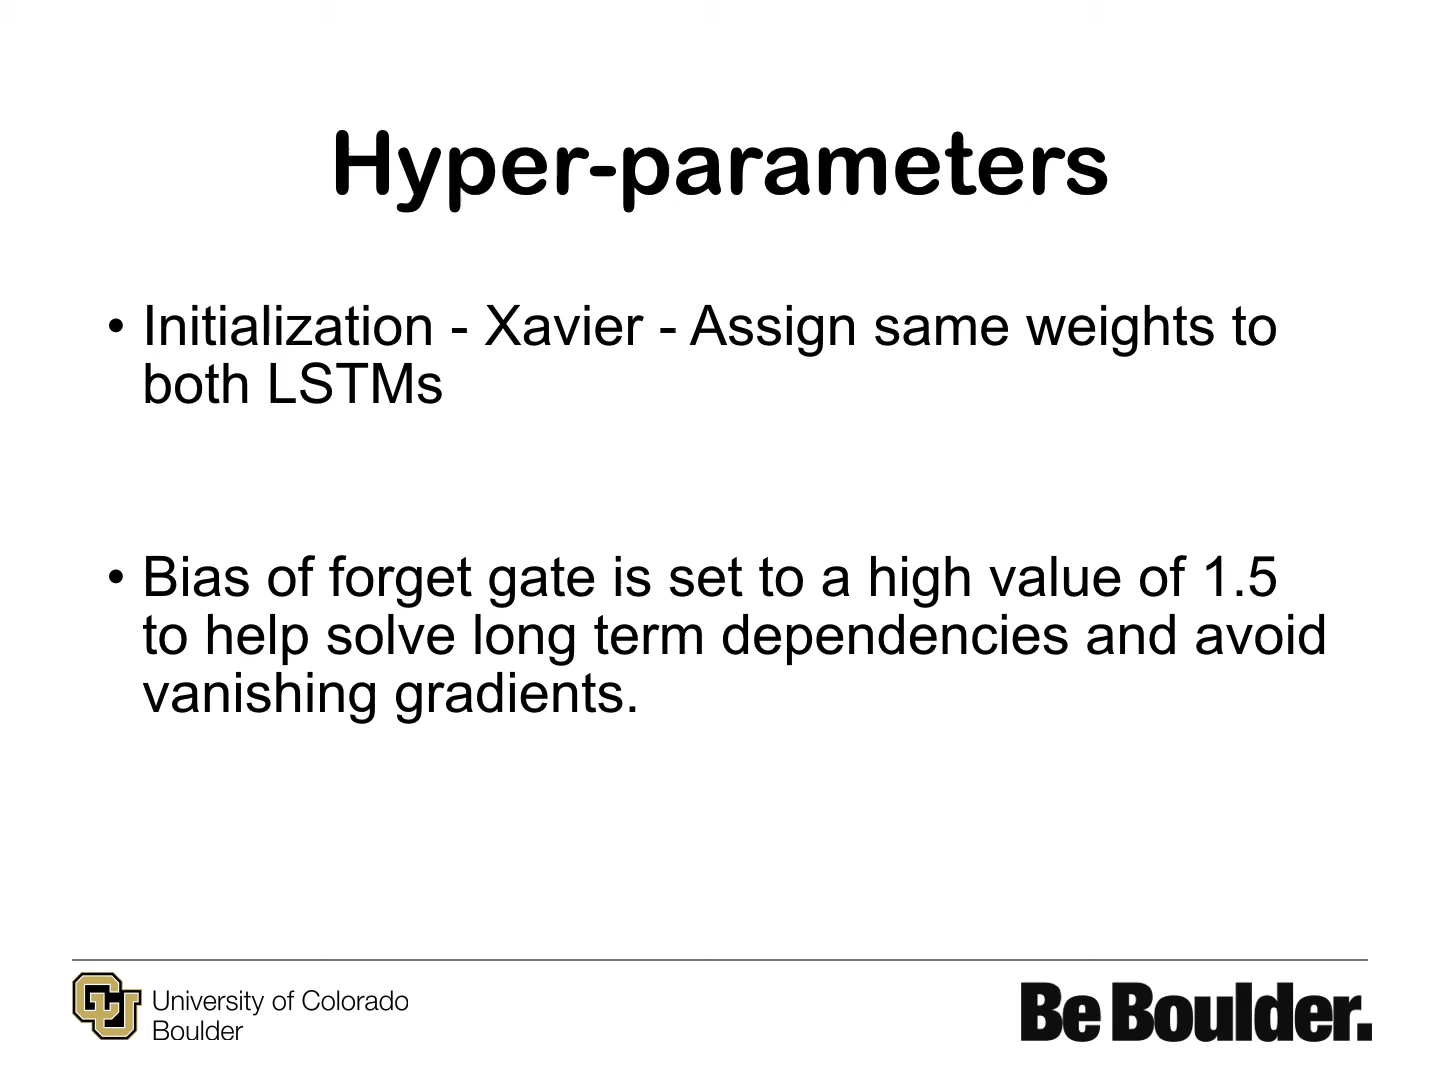 Hyper-parameters
• Initialization - Xavier - Assign same weights to
both LSTMs
• Bias of forget gate is set to a high value of 1.5
to help solve long term dependencies and avoid
vanishing gradients.
CU
University of Colorado
Boulder
Be Boulder.